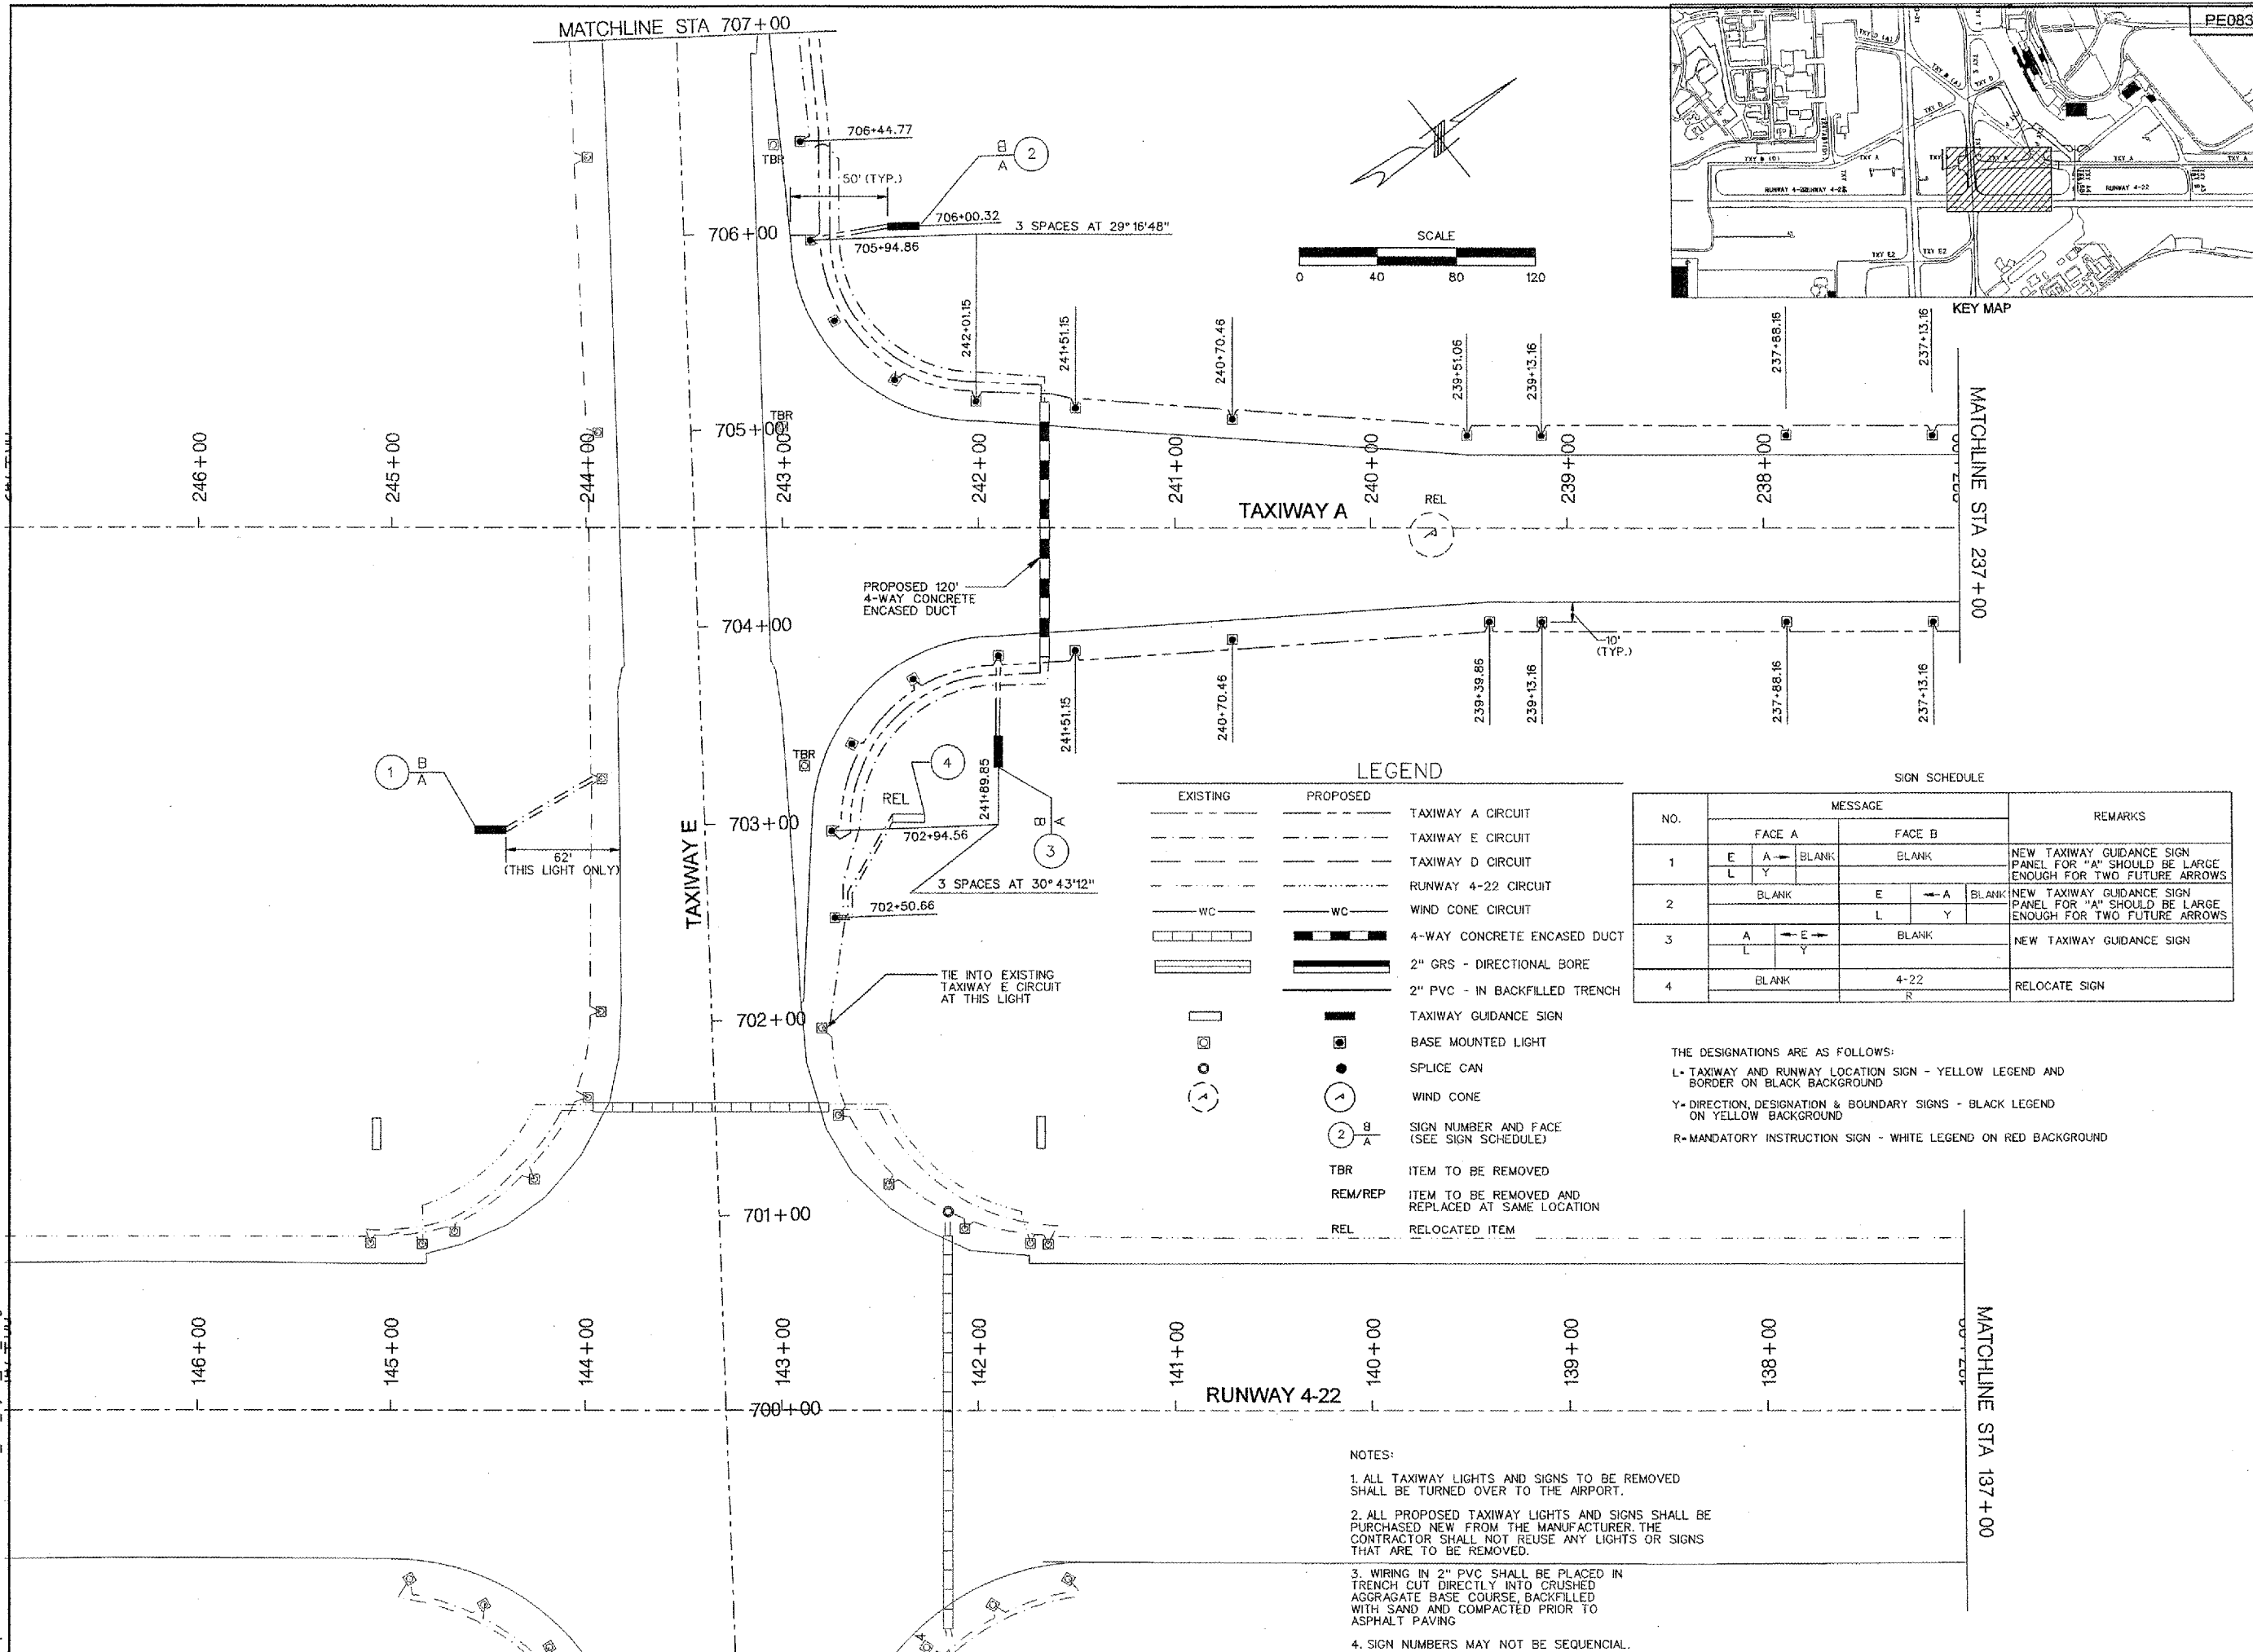 MATCHLINE STA 707+00
PE083
KEY MAP
TXY D (A)
TXY A
TXY D
TXY B (D)
TXY A
TXY A
TXY A
RUNWAY 4-22
RUNWAY 4-22
TXY E2
TXY E2
706+44.77
B
A
2
TBR
50' (TYP.)
706+00.32
3 SPACES AT 29°16'48"
706+00
705+94.86
SCALE
0 40 80 120
242+01.15
241+51.15
240+70.46
239+51.06
239+13.16
237+88.16
237+13.16
TBR
705+00
246+00
245+00
244+00
243+00
242+00
241+00
240+00
239+00
238+00
MATCHLINE STA 237+00
REL
TAXIWAY A
A
PROPOSED 120'
4-WAY CONCRETE
ENCASED DUCT
704+00
10'
(TYP.)
241+51.15
240+70.46
239+39.86
239+13.16
237+88.16
237+13.16
TBR
1
B
A
4
REL
241+89.85
703+00
702+94.56
B
A
3
62'
(THIS LIGHT ONLY)
TAXIWAY E
3 SPACES AT 30°43'12"
702+50.66
TIE INTO EXISTING
TAXIWAY E CIRCUIT
AT THIS LIGHT
702+00
701+00
LEGEND
EXISTING PROPOSED
TAXIWAY A CIRCUIT
TAXIWAY E CIRCUIT
TAXIWAY D CIRCUIT
RUNWAY 4-22 CIRCUIT
WC WC WIND CONE CIRCUIT
4-WAY CONCRETE ENCASED DUCT
2" GRS - DIRECTIONAL BORE
2" PVC - IN BACKFILLED TRENCH
TAXIWAY GUIDANCE SIGN
BASE MOUNTED LIGHT
SPLICE CAN
A A WIND CONE
2 B A SIGN NUMBER AND FACE
(SEE SIGN SCHEDULE)
TBR ITEM TO BE REMOVED
REM/REP ITEM TO BE REMOVED AND
REPLACED AT SAME LOCATION
REL RELOCATED ITEM
SIGN SCHEDULE
NO. MESSAGE REMARKS
FACE A FACE B
1 E A→ BLANK BLANK NEW TAXIWAY GUIDANCE SIGN
PANEL FOR "A" SHOULD BE LARGE
L Y ENOUGH FOR TWO FUTURE ARROWS
2 BLANK E ←A BLANK NEW TAXIWAY GUIDANCE SIGN
PANEL FOR "A" SHOULD BE LARGE
L Y ENOUGH FOR TWO FUTURE ARROWS
3 A ←E→ BLANK NEW TAXIWAY GUIDANCE SIGN
L Y
4 BLANK 4-22 RELOCATE SIGN
R
THE DESIGNATIONS ARE AS FOLLOWS:
L= TAXIWAY AND RUNWAY LOCATION SIGN - YELLOW LEGEND AND
BORDER ON BLACK BACKGROUND
Y= DIRECTION, DESIGNATION & BOUNDARY SIGNS - BLACK LEGEND
ON YELLOW BACKGROUND
R= MANDATORY INSTRUCTION SIGN - WHITE LEGEND ON RED BACKGROUND
146+00
145+00
144+00
143+00
142+00
141+00
140+00
139+00
138+00
700+00
RUNWAY 4-22
MATCHLINE STA 137+00
NOTES:
1. ALL TAXIWAY LIGHTS AND SIGNS TO BE REMOVED
SHALL BE TURNED OVER TO THE AIRPORT.
2. ALL PROPOSED TAXIWAY LIGHTS AND SIGNS SHALL BE
PURCHASED NEW FROM THE MANUFACTURER. THE
CONTRACTOR SHALL NOT REUSE ANY LIGHTS OR SIGNS
THAT ARE TO BE REMOVED.
3. WIRING IN 2" PVC SHALL BE PLACED IN
TRENCH CUT DIRECTLY INTO CRUSHED
AGGRAGATE BASE COURSE, BACKFILLED
WITH SAND AND COMPACTED PRIOR TO
ASPHALT PAVING
4. SIGN NUMBERS MAY NOT BE SEQUENCIAL.